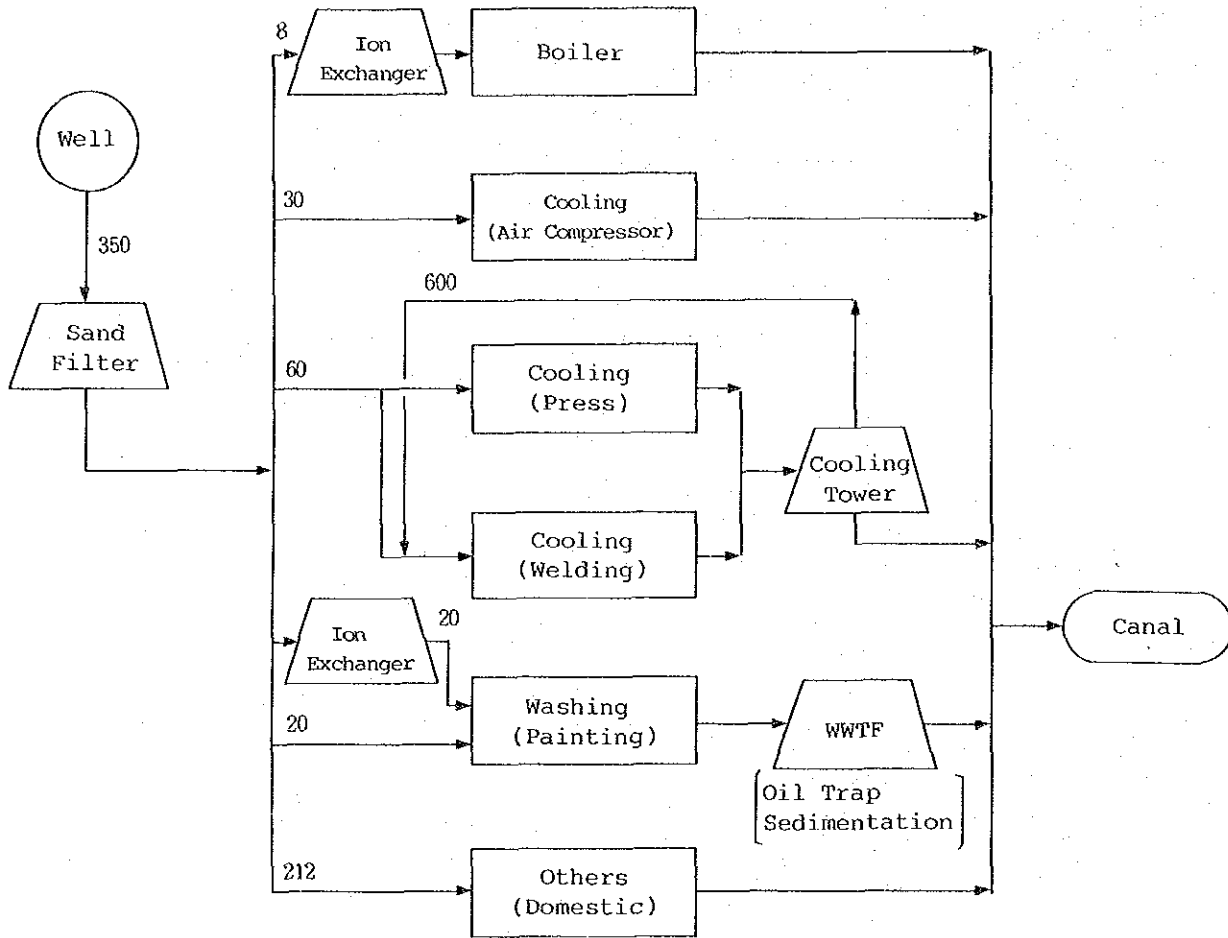 8
Ion
Exchanger
Boiler
Well
30
Cooling
(Air Compressor)
350
600
Sand
Filter
60
Cooling
(Press)
Cooling
Tower
Cooling
(Welding)
Ion
Exchanger
20
Canal
20
Washing
(Painting)
WWTF
Oil Trap
Sedimentation
212
Others
(Domestic)